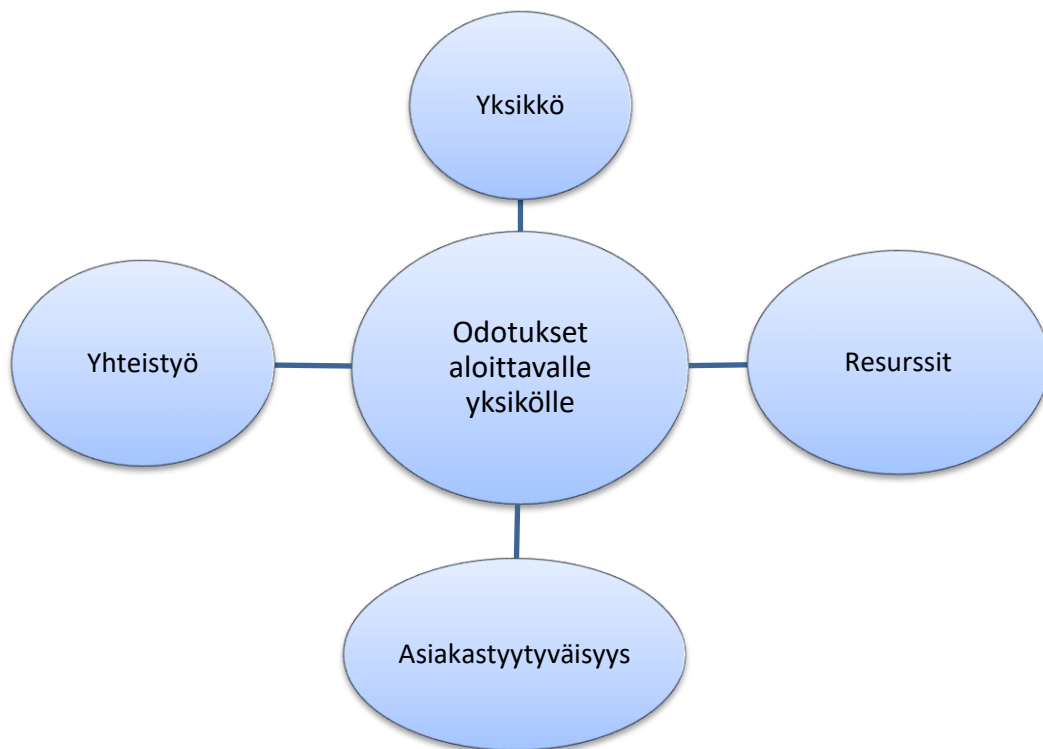 Yksikkö
Yhteistyö
Odotukset
aloittavalle
yksikölle
Resurssit
Asiakastyytyväisyys